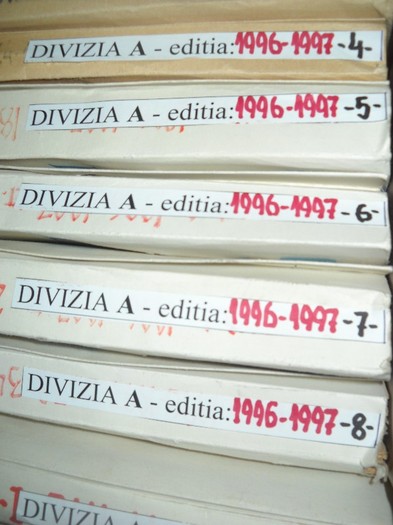 DIVIZIA A - editia:1996-1997-4-
DIVIZIA A - editia:1996-1997-5-
DIVIZIA A - editia:1996-1997-6-
DIVIZIA A - editia:1996-1997-7-
DIVIZIA A - editia:1996-1997-8-
DIVIZIA